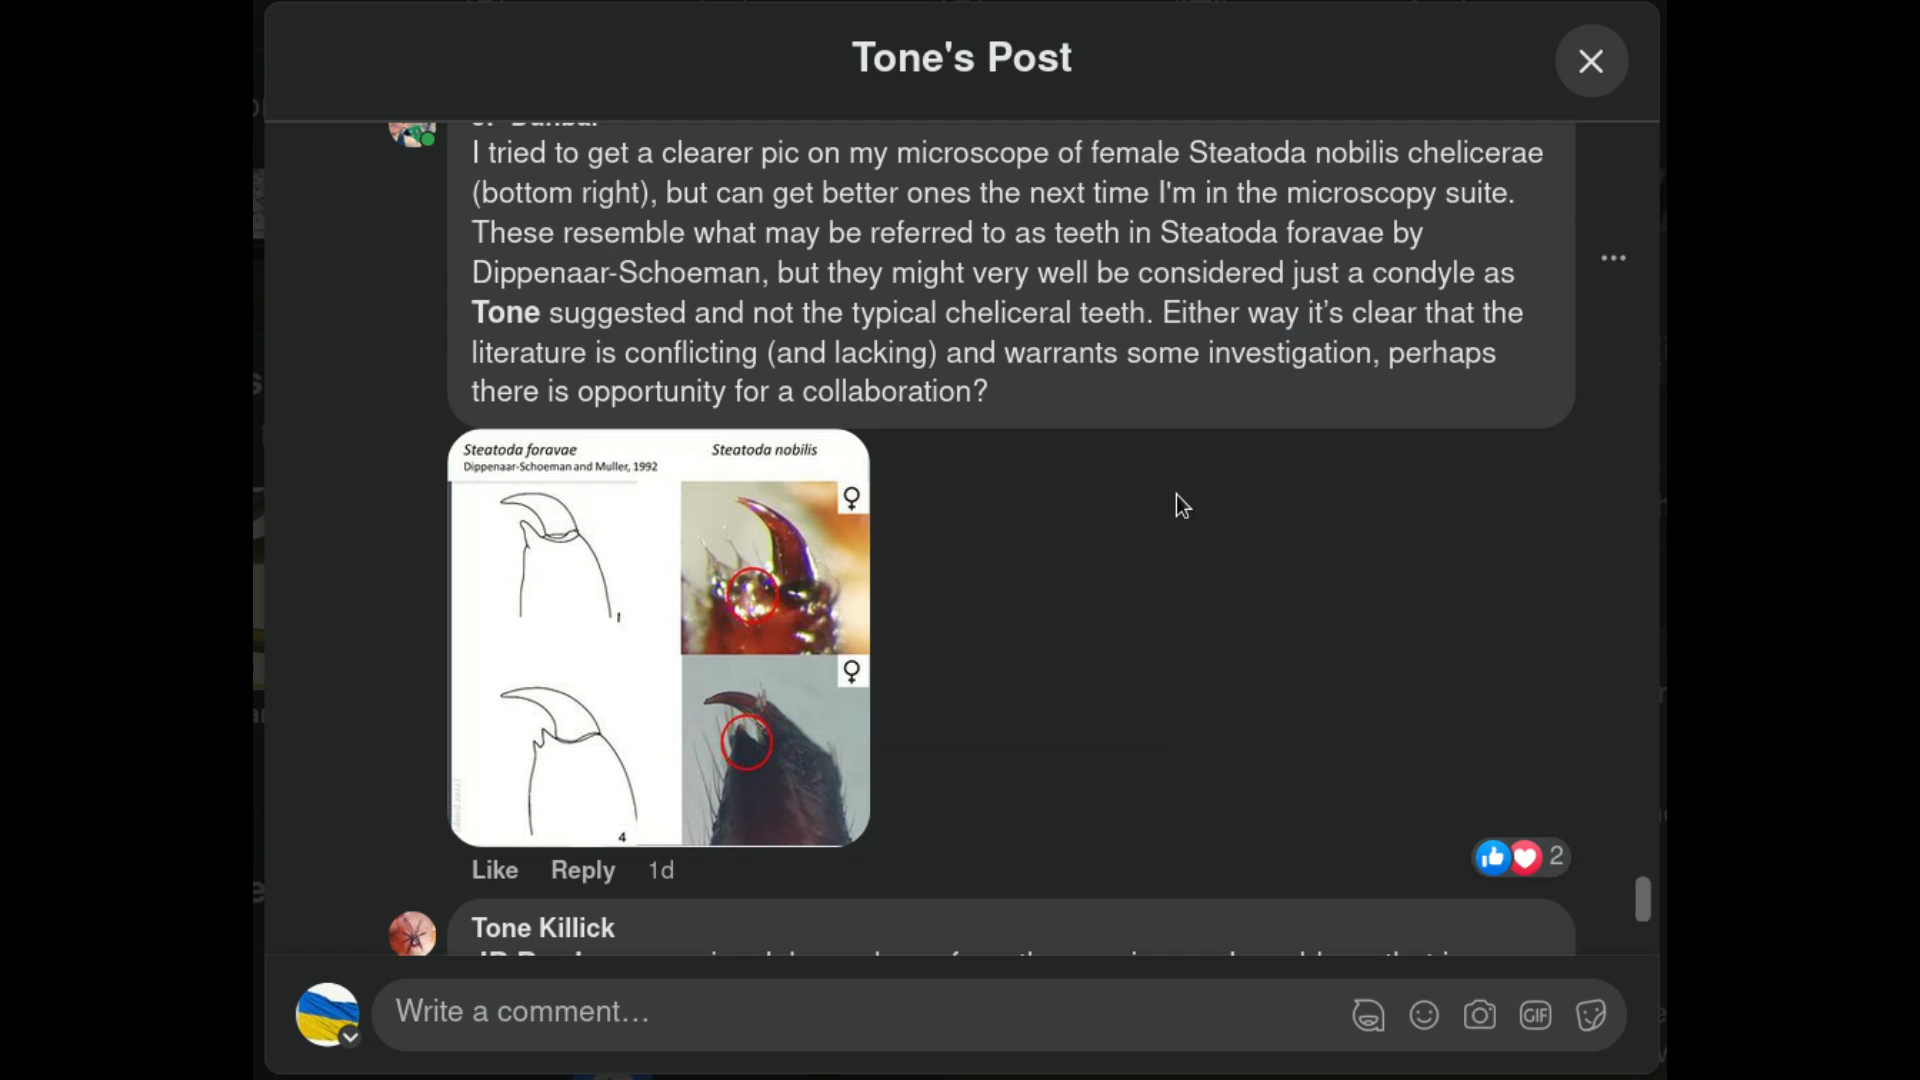 Tone's Post
I tried to get a clearer pic on my microscope of female Steatoda nobilis chelicerae
(bottom right), but can get better ones the next time I'm in the microscopy suite.
These resemble what may be referred to as teeth in Steatoda foravae by
Dippenaar-Schoeman, but they might very well be considered just a condyle as
Tone suggested and not the typical cheliceral teeth. Either way it’s clear that the
literature is conflicting (and lacking) and warrants some investigation, perhaps
there is opportunity for a collaboration?
Steatoda foravae
Dippenaar-Schoeman and Muller, 1992
Steatoda nobilis
♀
1
♀
4
Like Reply 1d
2
Tone Killick
Write a comment…
GIF